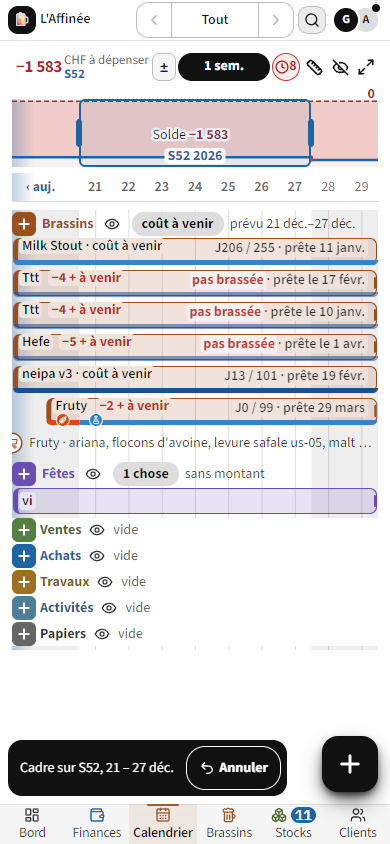 L'Affinée
Tout
G
A
−1 583 CHF à dépenser
S52
±
1 sem.
8
0
Solde −1 583
S52 2026
‹ auj. 21 22 23 24 25 26 27 28 29
Brassins coût à venir prévu 21 déc.–27 déc.
Milk Stout · coût à venir J206 / 255 · prête 11 janv.
Ttt −4 + à venir pas brassée · prête le 17 févr.
Ttt −4 + à venir pas brassée · prête le 10 janv.
Hefe −5 + à venir pas brassée · prête le 1 avr.
neipa v3 · coût à venir J13 / 101 · prête 19 févr.
Fruty −2 + à venir J0 / 99 · prête 29 mars
Fruty · ariana, flocons d'avoine, levure safale us-05, malt …
Fêtes 1 chose sans montant
vi
Ventes vide
Achats vide
Travaux vide
Activités vide
Papiers vide
Cadre sur S52, 21 – 27 déc. Annuler
Bord Finances Calendrier Brassins Stocks 11 Clients